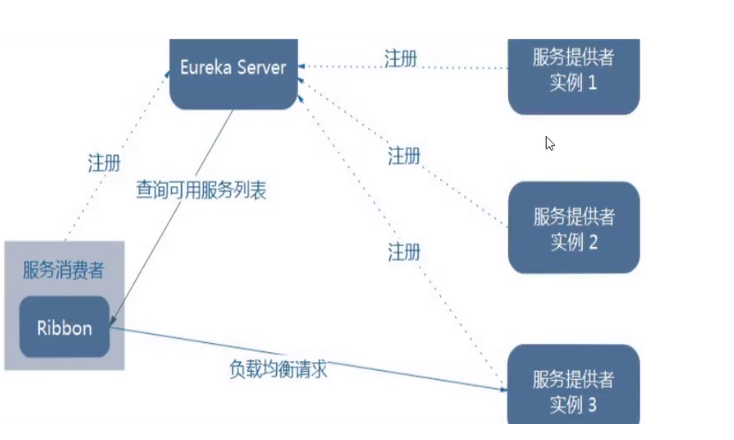 Eureka Server
注册
服务提供者
实例 1
注册
注册
查询可用服务列表
服务提供者
实例 2
注册
服务消费者
Ribbon
负载均衡请求
服务提供者
实例 3